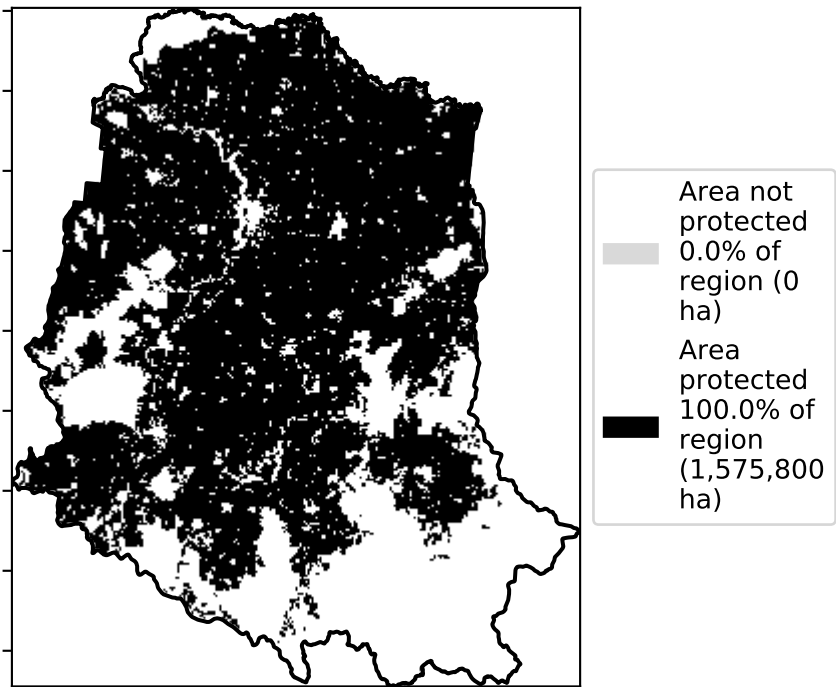 Area not
protected
0.0% of
region (0
ha)
Area
protected
100.0% of
region
(1,575,800
ha)